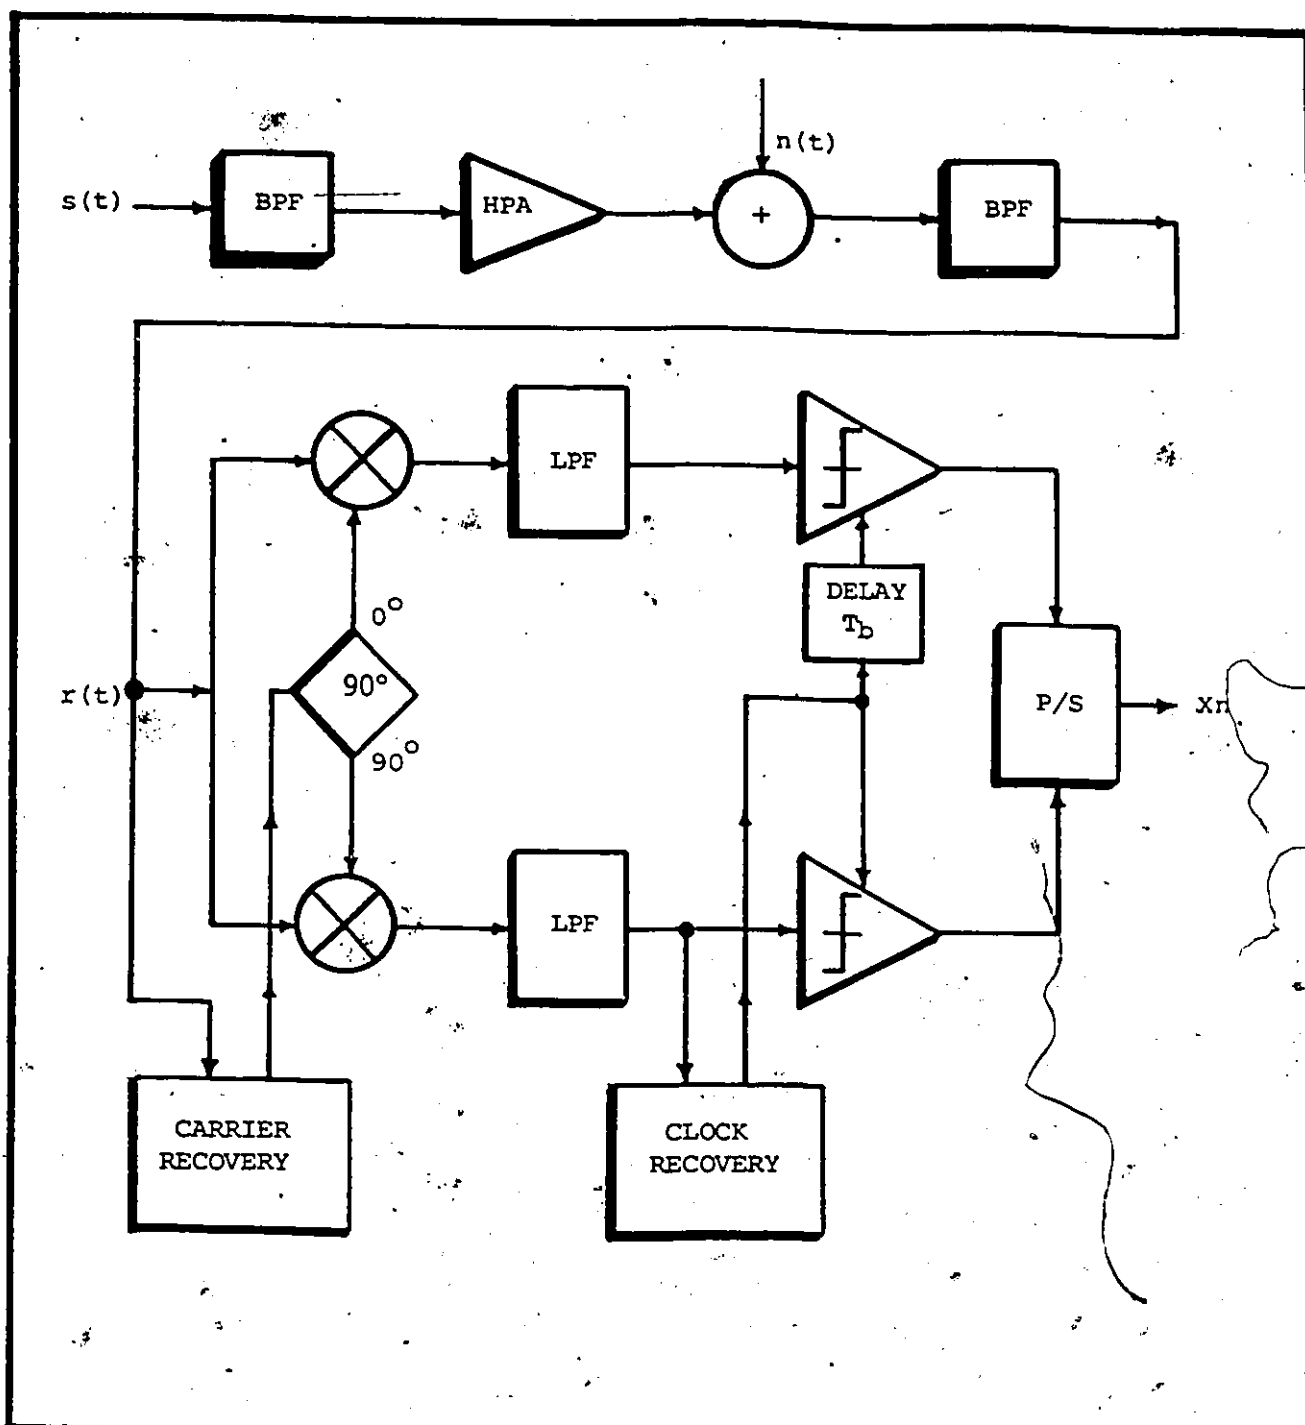 n(t)
s(t)
BPF
HPA
+
BPF
LPF
DELAY
Tb
0°
90°
r(t)
P/S
Xn
90°
LPF
CARRIER
RECOVERY
CLOCK
RECOVERY